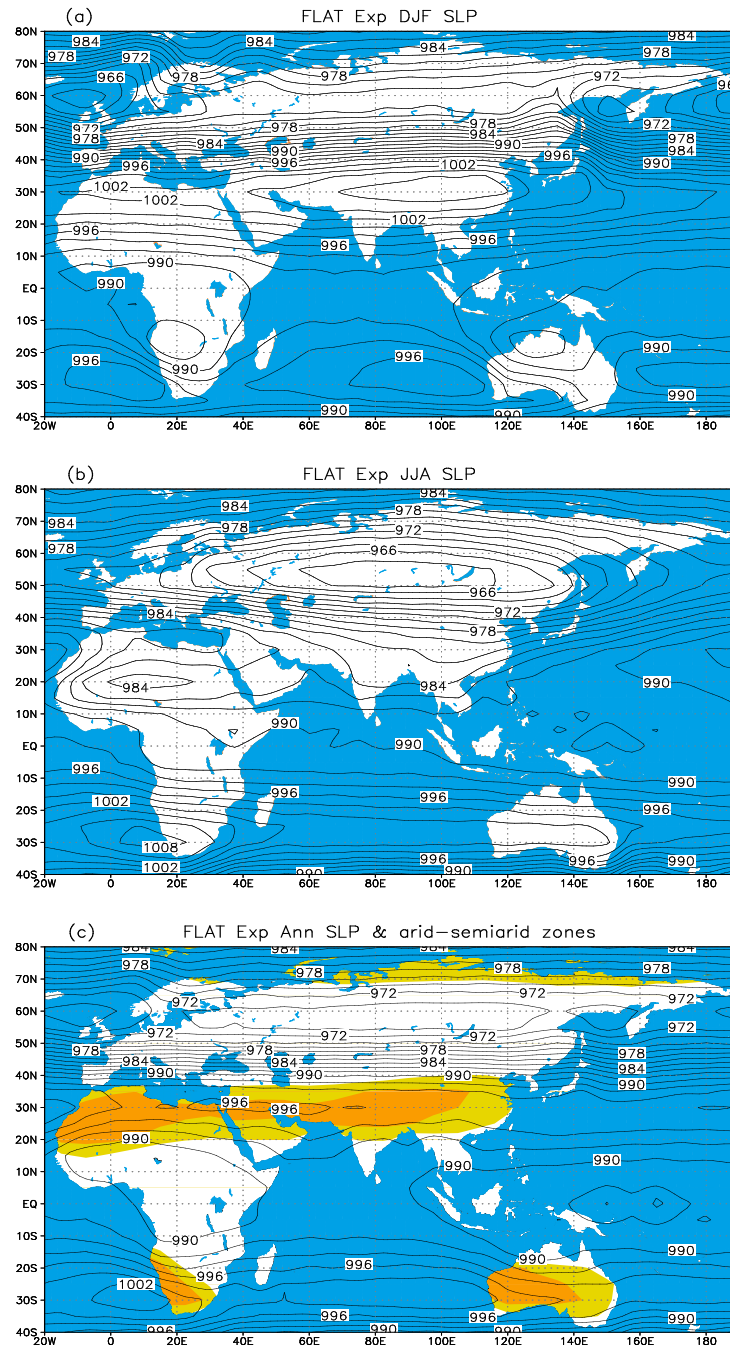 (a) FLAT Exp DJF SLP
80N
984 984 984
978 972 978
70N
978 978 972
966 96
60N
972 978 972
50N
978 984 984 978
990 990 984
40N
990 996 996 996 990
1002 1002
30N
1002
20N
1002
996 996 996
10N
990
990
EQ
10S
20S
990
996 990 996
30S
990 990
40S
20W 0 20E 40E 60E 80E 100E 120E 140E 160E 180
(b) FLAT Exp JJA SLP
80N
984
984 978
70N
984 978 972
978
60N
966
50N
966
40N
984 972
978
30N
20N
984 984 990
10N
990
EQ
990
10S
996
990
20S
1002 996 996 996
30S
1008
996 996
1002 990 990 990
40S
20W 0 20E 40E 60E 80E 100E 120E 140E 160E 180
(c) FLAT Exp Ann SLP & arid-semiarid zones
80N
984 984 984
978 978 978
70N
972 972 972
60N
972 972 972
50N
978 978 978
984 984 984 984
40N
990 990 990 990
30N
996 996
20N
990
10N
990 990
EQ
10S
990 990 990
20S
996 996
1002
30S
996 996 990
40S
20W 0 20E 40E 60E 80E 100E 120E 140E 160E 180